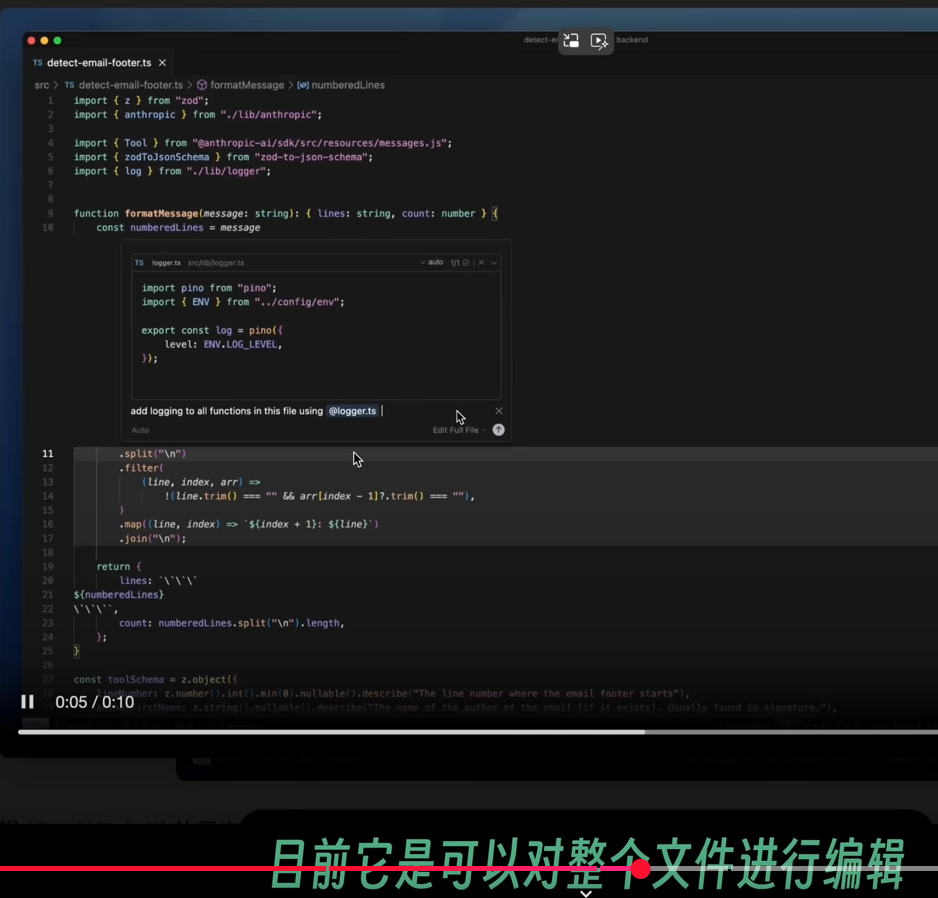 detect-em
backend
TS detect-email-footer.ts ×
src > TS detect-email-footer.ts > formatMessage > numberedLines
1 import { z } from "zod";
2 import { anthropic } from "./lib/anthropic";
3
4 import { Tool } from "@anthropic-ai/sdk/src/resources/messages.js";
5 import { zodToJsonSchema } from "zod-to-json-schema";
6 import { log } from "./lib/logger";
7
8
9 function formatMessage(message: string): { lines: string, count: number } {
10 const numberedLines = message
TS logger.ts src/lib/logger.ts auto 1/1
import pino from "pino";
import { ENV } from "../config/env";
export const log = pino({
level: ENV.LOG_LEVEL,
});
add logging to all functions in this file using @logger.ts
Auto Edit Full File
11 .split("\n")
12 .filter(
13 (line, index, arr) =>
14 !(line.trim() === "" && arr[index - 1]?.trim() === ""),
15 )
16 .map((line, index) => `${index + 1}: ${line}`)
17 .join("\n");
18
19 return {
20 lines: `\`\`\`
21 ${numberedLines}
22 \`\`\``,
23 count: numberedLines.split("\n").length,
24 };
25 }
26
27 const toolSchema = z.object({
lineNumber: z.number().int().min(0).nullable().describe("The line number where the email footer starts"),
0:05 / 0:10
rstName: z.string().nullable().describe("The name of the author of the email (if it exists). Usually found in signature…"),
日前它是可以对整个文件进行编辑